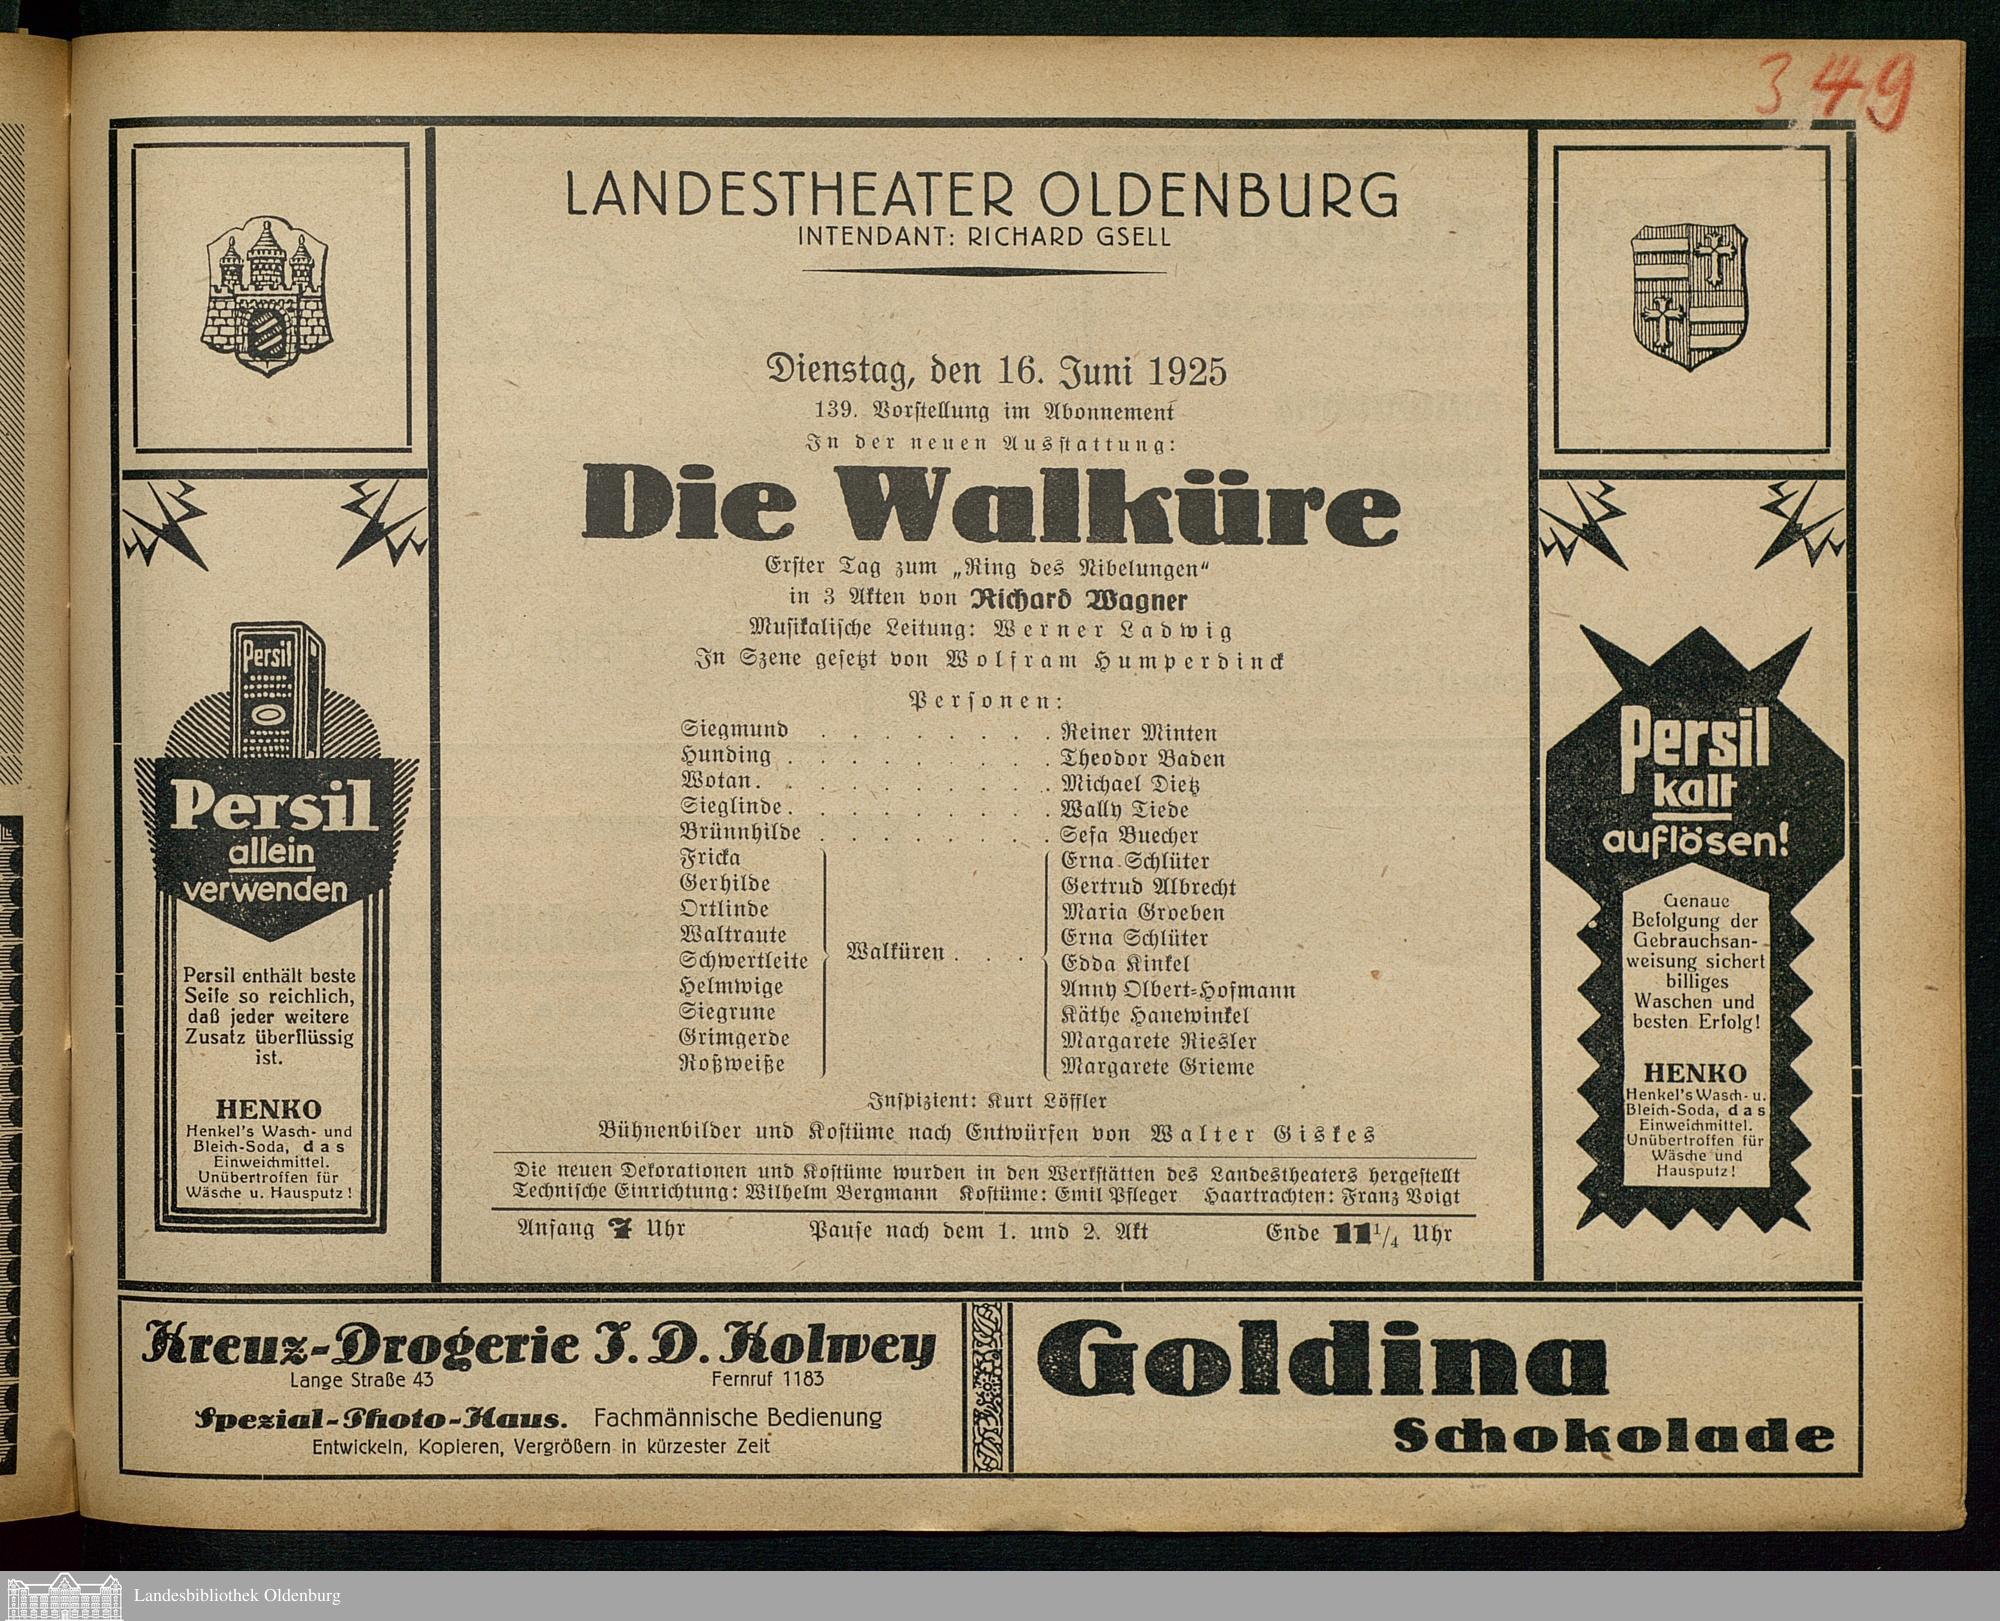 349
LANDESTHEATER OLDENBURG
INTENDANT: RICHARD GSELL
Dienstag, den 16. Juni 1925
139. Vorstellung im Abonnement
In der neuen Ausstattung:
Die Walküre
Erster Tag zum „Ring des Nibelungen“
in 3 Akten von Richard Wagner
Musikalische Leitung: Werner Ladwig
In Szene gesetzt von Wolfram Humperdinck
Personen:
Siegmund . . . . . . . . Reiner Minten
Hunding . . . . . . . . . Theodor Baden
Wotan . . . . . . . . . . Michael Dietz
Sieglinde . . . . . . . . . Wally Tiede
Brünnhilde . . . . . . . . Sefa Buecher
Fricka Erna Schlüter
Gerhilde Gertrud Albrecht
Ortlinde Maria Groeben
Waltraute Erna Schlüter
Walküren . . .
Schwertleite Edda Kinkel
Helmwige Anny Olbert-Hofmann
Siegrune Käthe Hanewinkel
Grimgerde Margarete Riesler
Roßweiße Margarete Grieme
Inspizient: Kurt Löffler
Bühnenbilder und Kostüme nach Entwürfen von Walter Giskes
Die neuen Dekorationen und Kostüme wurden in den Werkstätten des Landestheaters hergestellt
Technische Einrichtung: Wilhelm Bergmann Kostüme: Emil Pfleger Haartrachten: Franz Voigt
Anfang 7 Uhr Pause nach dem 1. und 2. Akt Ende 11 1/4 Uhr
Persil
Persil
allein
verwenden
Persil enthält beste
Seife so reichlich,
daß jeder weitere
Zusatz überflüssig
ist.
HENKO
Henkel's Wasch- und
Bleich-Soda, das
Einweichmittel.
Unübertroffen für
Wäsche u. Hausputz!
Persil
kalt
auflösen!
Genaue
Befolgung der
Gebrauchsan-
weisung sichert
billiges
Waschen und
besten Erfolg!
HENKO
Henkel's Wasch- u.
Bleich-Soda, das
Einweichmittel.
Unübertroffen für
Wäsche und
Hausputz!
Kreuz-Drogerie J. D. Kolwey
Lange Straße 43 Fernruf 1183
Spezial-Photo-Haus. Fachmännische Bedienung
Entwickeln, Kopieren, Vergrößern in kürzester Zeit
Goldina
Schokolade
Landesbibliothek Oldenburg